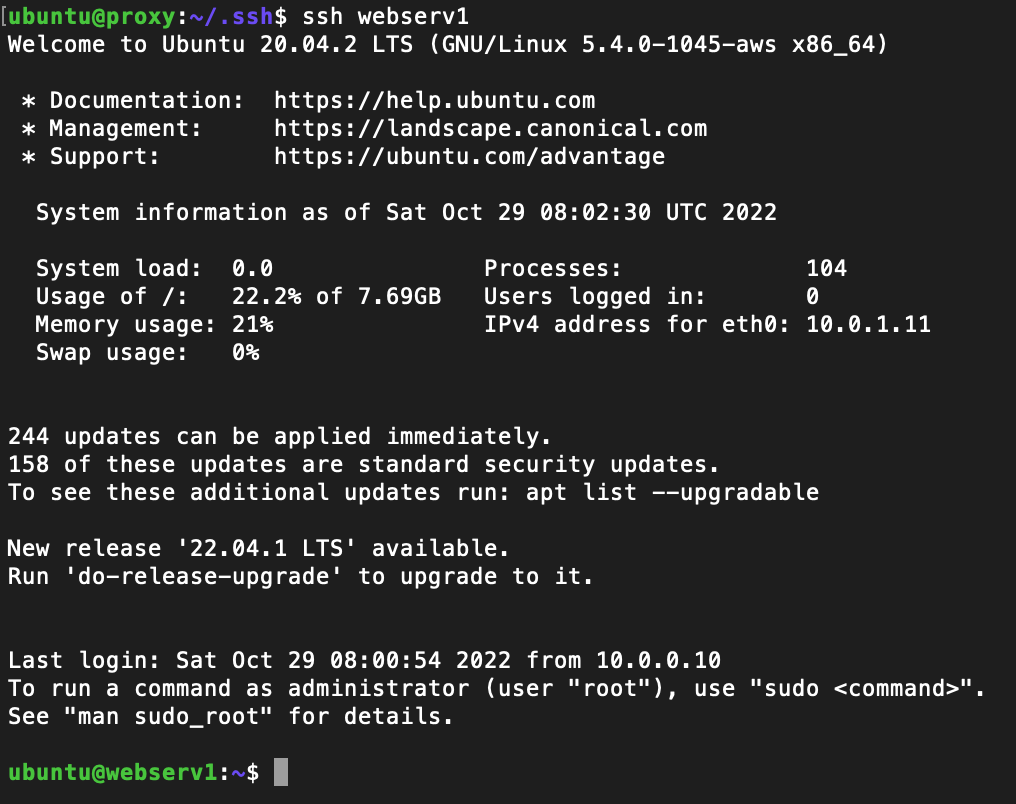 [ubuntu@proxy:~/.ssh$ ssh webserv1
Welcome to Ubuntu 20.04.2 LTS (GNU/Linux 5.4.0-1045-aws x86_64)
* Documentation:  https://help.ubuntu.com
* Management:     https://landscape.canonical.com
* Support:        https://ubuntu.com/advantage
System information as of Sat Oct 29 08:02:30 UTC 2022
System load:  0.0               Processes:             104
Usage of /:   22.2% of 7.69GB   Users logged in:       0
Memory usage: 21%               IPv4 address for eth0: 10.0.1.11
Swap usage:   0%
244 updates can be applied immediately.
158 of these updates are standard security updates.
To see these additional updates run: apt list --upgradable
New release '22.04.1 LTS' available.
Run 'do-release-upgrade' to upgrade to it.
Last login: Sat Oct 29 08:00:54 2022 from 10.0.0.10
To run a command as administrator (user "root"), use "sudo <command>".
See "man sudo_root" for details.
ubuntu@webserv1:~$